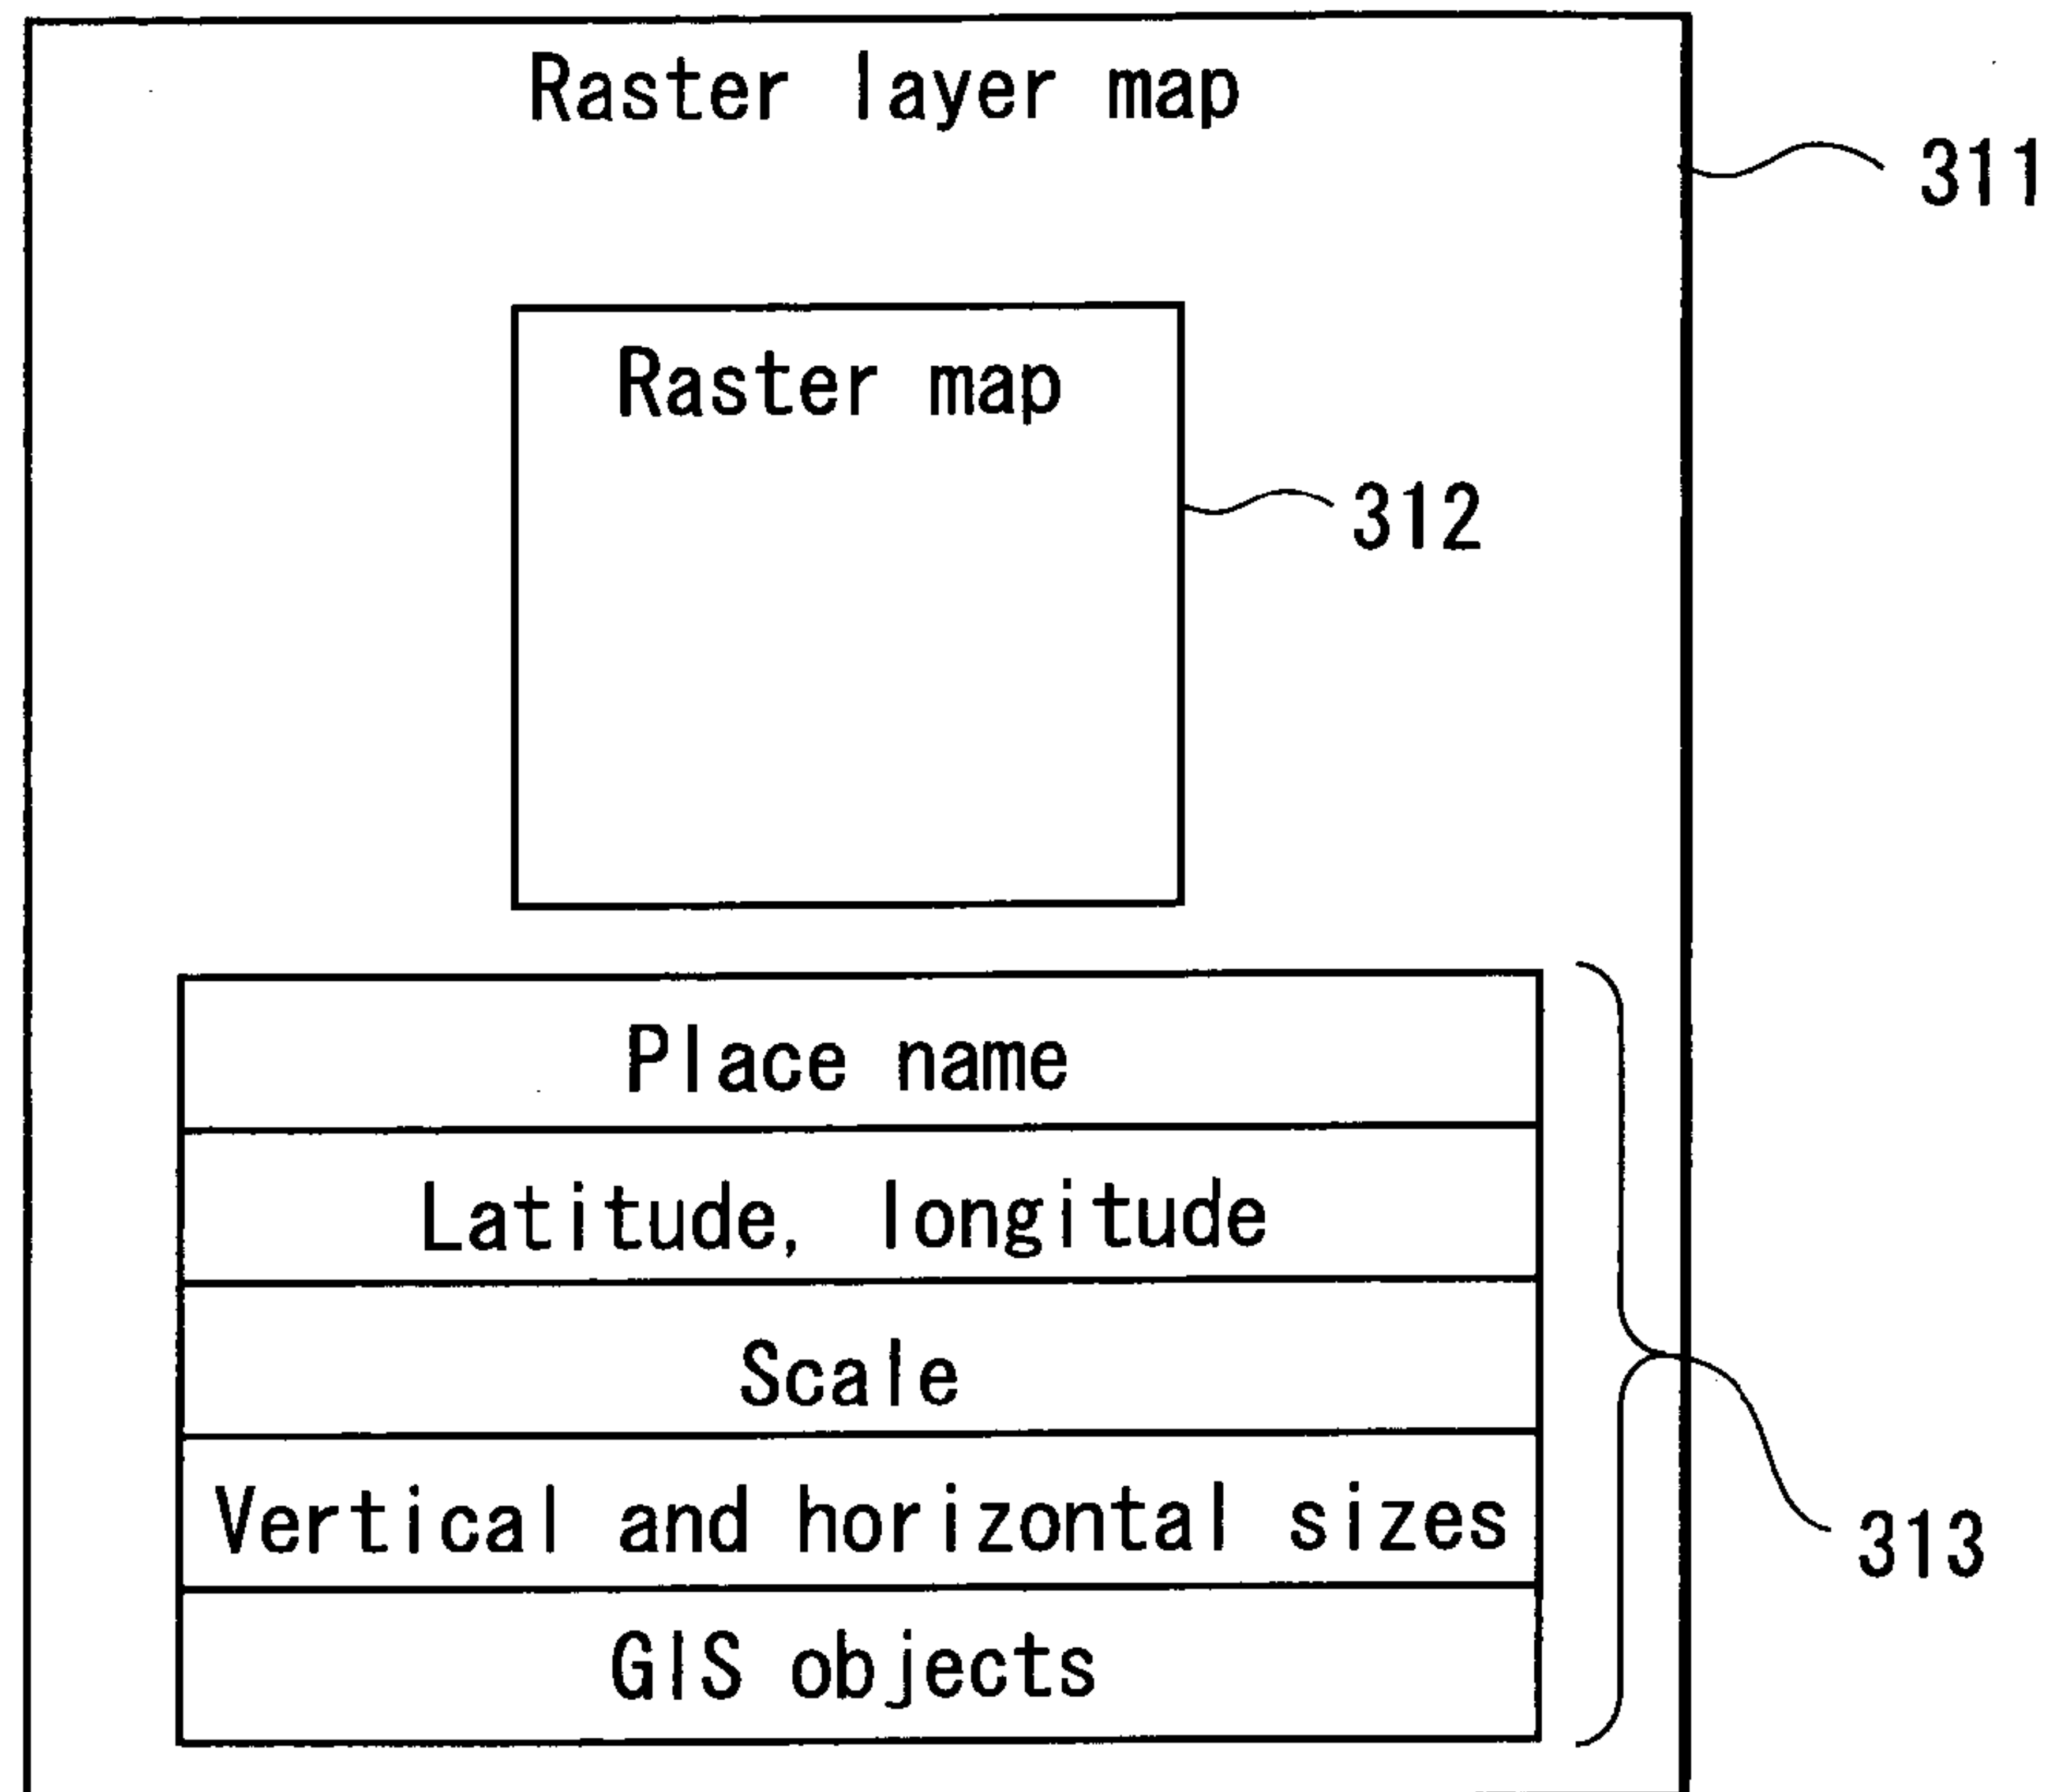 Raster layer map
311
Raster map
312
Place name
Latitude, longitude
Scale
Vertical and horizontal sizes
313
GIS objects